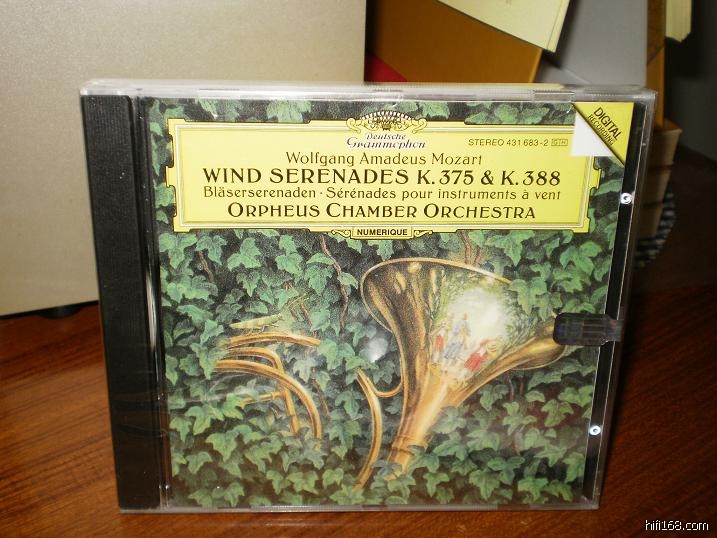 Deutsche
Grammophon
STEREO 431 683-2 GH
DIGITAL
RECORDING
Wolfgang Amadeus Mozart
WIND SERENADES K. 375 & K. 388
Bläserserenaden · Sérénades pour instruments à vent
ORPHEUS CHAMBER ORCHESTRA
NUMERIQUE
hifi168.com